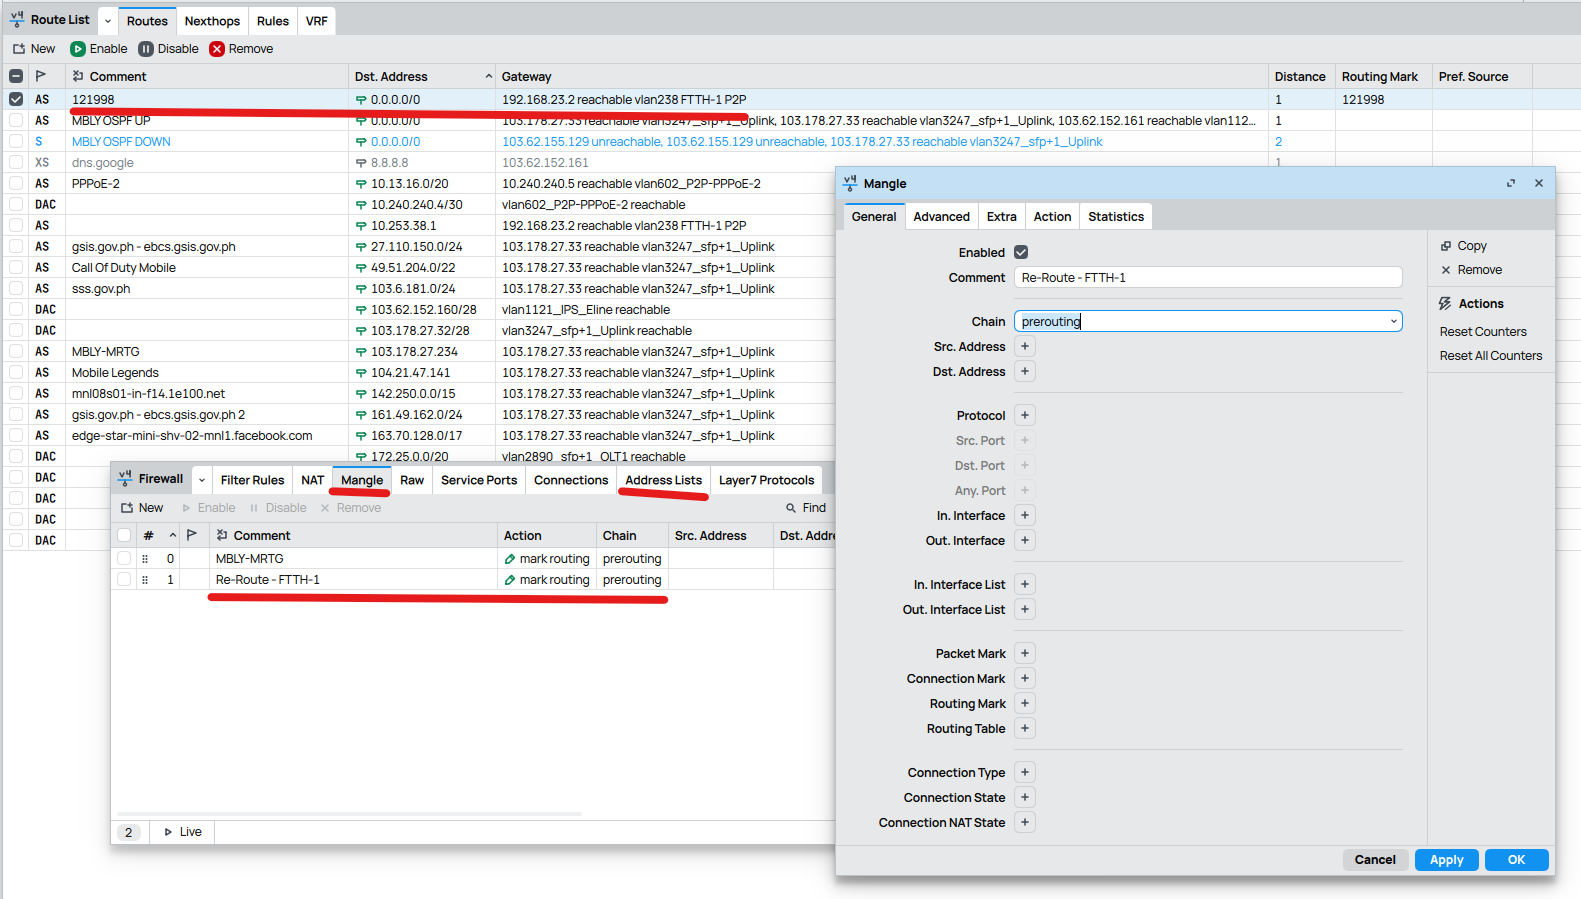 Route List Routes Nexthops Rules VRF
New Enable Disable Remove
Comment Dst. Address Gateway Distance Routing Mark Pref. Source
AS 121998 0.0.0.0/0 192.168.23.2 reachable vlan238 FTTH-1 P2P 1 121998
AS MBLY OSPF UP 0.0.0.0/0 103.178.27.33 reachable vlan3247_sfp+1_Uplink, 103.178.27.33 reachable vlan3247_sfp+1_Uplink, 103.62.152.161 reachable vlan112... 1
S MBLY OSPF DOWN 0.0.0.0/0 103.62.155.129 unreachable, 103.62.155.129 unreachable, 103.178.27.33 reachable vlan3247_sfp+1_Uplink 2
XS dns.google 8.8.8.8 103.62.152.161 1
AS PPPoE-2 10.13.16.0/20 10.240.240.5 reachable vlan602_P2P-PPPoE-2
DAC 10.240.240.4/30 vlan602_P2P-PPPoE-2 reachable
AS 10.253.38.1 192.168.23.2 reachable vlan238 FTTH-1 P2P
AS gsis.gov.ph - ebcs.gsis.gov.ph 27.110.150.0/24 103.178.27.33 reachable vlan3247_sfp+1_Uplink
AS Call Of Duty Mobile 49.51.204.0/22 103.178.27.33 reachable vlan3247_sfp+1_Uplink
AS sss.gov.ph 103.6.181.0/24 103.178.27.33 reachable vlan3247_sfp+1_Uplink
DAC 103.62.152.160/28 vlan1121_IPS_Eline reachable
DAC 103.178.27.32/28 vlan3247_sfp+1_Uplink reachable
AS MBLY-MRTG 103.178.27.234 103.178.27.33 reachable vlan3247_sfp+1_Uplink
AS Mobile Legends 104.21.47.141 103.178.27.33 reachable vlan3247_sfp+1_Uplink
AS mnl08s01-in-f14.1e100.net 142.250.0.0/15 103.178.27.33 reachable vlan3247_sfp+1_Uplink
AS gsis.gov.ph - ebcs.gsis.gov.ph 2 161.49.162.0/24 103.178.27.33 reachable vlan3247_sfp+1_Uplink
AS edge-star-mini-shv-02-mnl1.facebook.com 163.70.128.0/17 103.178.27.33 reachable vlan3247_sfp+1_Uplink
DAC 172.25.0.0/20 vlan2890_sfp+1_OLT1 reachable
DAC
DAC
DAC
DAC
Firewall Filter Rules NAT Mangle Raw Service Ports Connections Address Lists Layer7 Protocols
New Enable Disable Remove Find
# Comment Action Chain Src. Address Dst. Addre
0 MBLY-MRTG mark routing prerouting
1 Re-Route - FTTH-1 mark routing prerouting
2 Live
Mangle
General Advanced Extra Action Statistics
Enabled
Comment Re-Route - FTTH-1
Chain prerouting
Src. Address
Dst. Address
Protocol
Src. Port
Dst. Port
Any. Port
In. Interface
Out. Interface
In. Interface List
Out. Interface List
Packet Mark
Connection Mark
Routing Mark
Routing Table
Connection Type
Connection State
Connection NAT State
Copy
Remove
Actions
Reset Counters
Reset All Counters
Cancel Apply OK